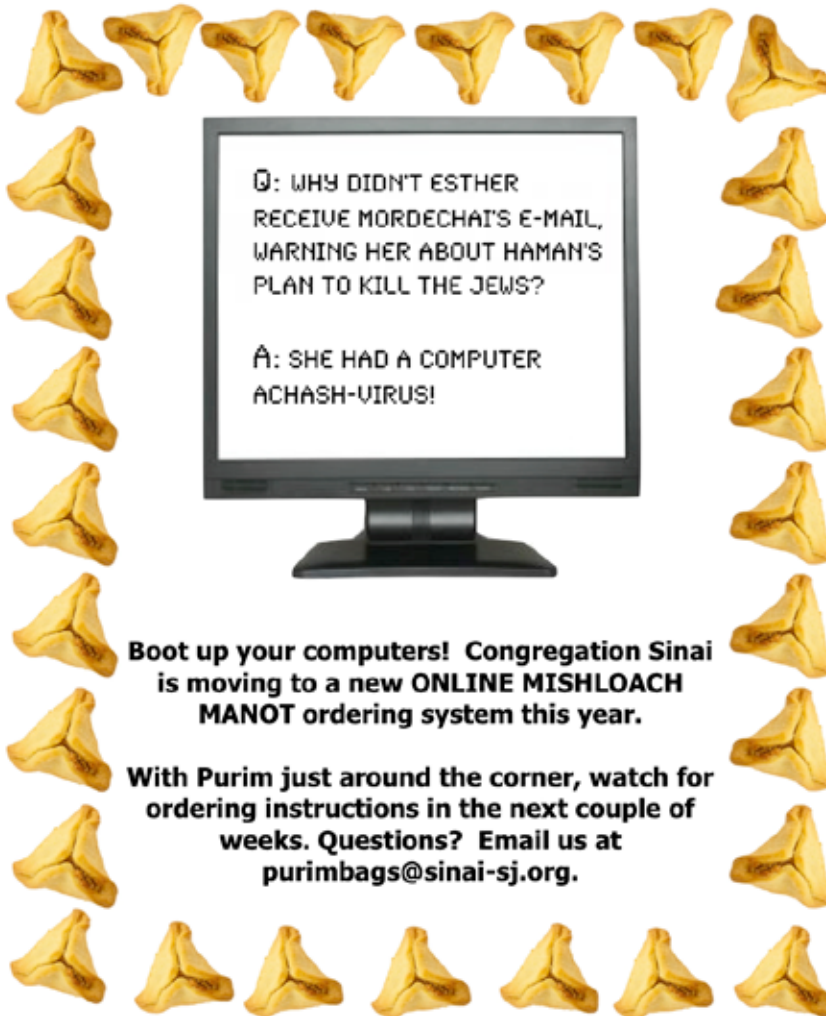 Q: WHY DIDN'T ESTHER
RECEIVE MORDECHAI'S E-MAIL,
WARNING HER ABOUT HAMAN'S
PLAN TO KILL THE JEWS?
A: SHE HAD A COMPUTER
ACHASH-VIRUS!
Boot up your computers!  Congregation Sinai
is moving to a new ONLINE MISHLOACH
MANOT ordering system this year.
With Purim just around the corner, watch for
ordering instructions in the next couple of
weeks. Questions?  Email us at
purimbags@sinai-sj.org.